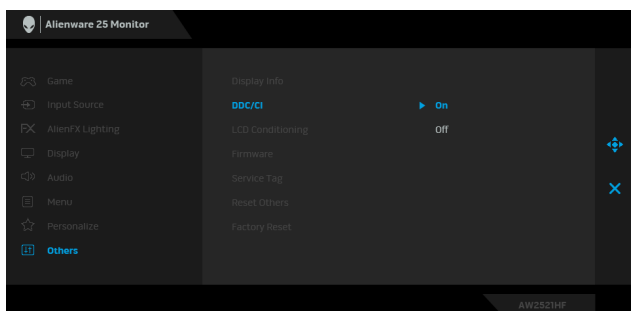 Alienware 25 Monitor
Game
Input Source
FX AlienFX Lighting
Display
Audio
Menu
Personalize
Others
Display Info
DDC/CI On
LCD Conditioning Off
Firmware
Service Tag
Reset Others
Factory Reset
AW2521HF